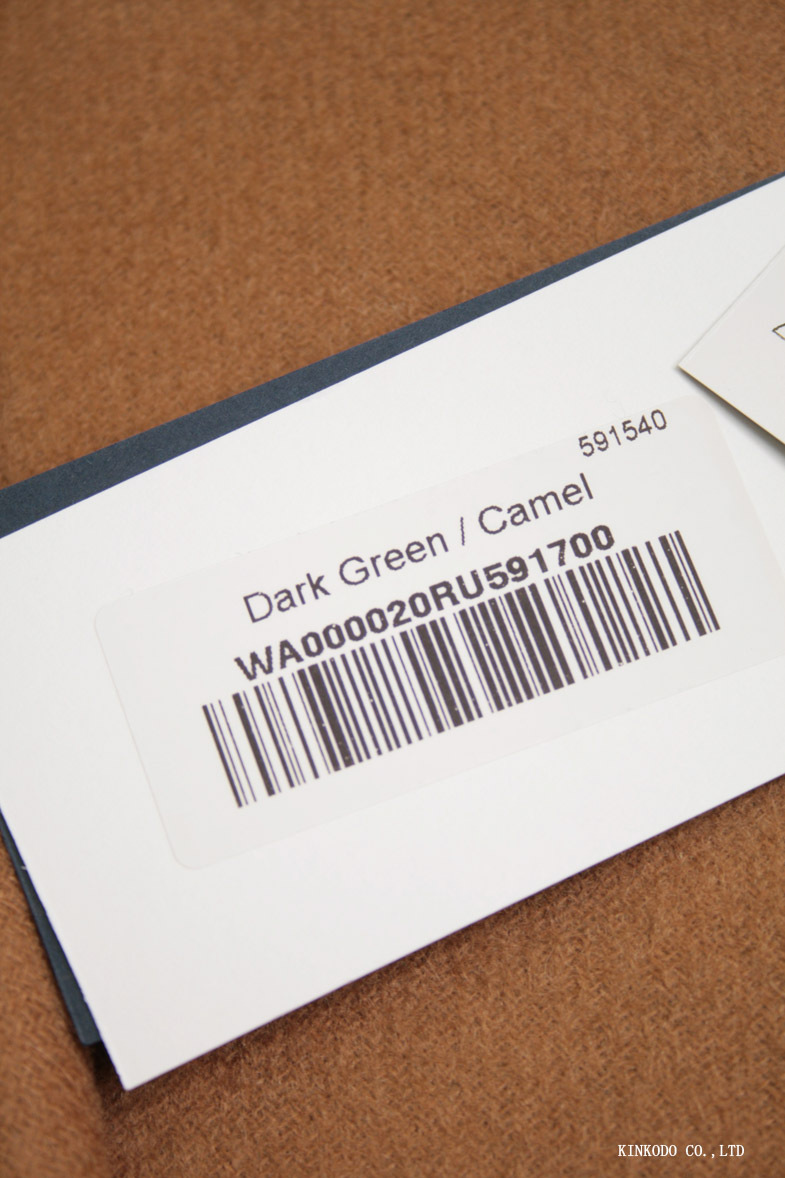 591540
Dark Green / Camel
WA000020RU591700
KINKODO CO.,LTD